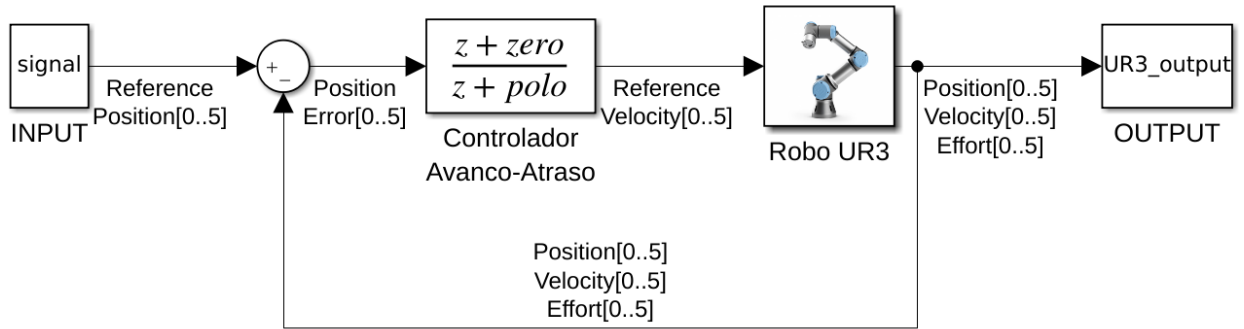 signal
INPUT
Reference
Position[0..5]
+
_
Position
Error[0..5]
z + zero
z + polo
Controlador
Avanco-Atraso
Reference
Velocity[0..5]
Robo UR3
Position[0..5]
Velocity[0..5]
Effort[0..5]
UR3_output
OUTPUT
Position[0..5]
Velocity[0..5]
Effort[0..5]